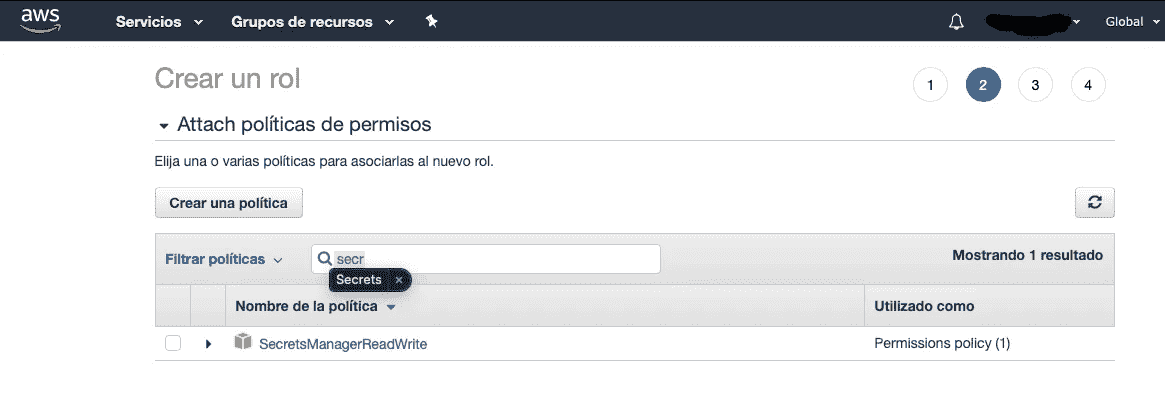 aws Servicios Grupos de recursos Global
Crear un rol
1 2 3 4
Attach políticas de permisos
Elija una o varias políticas para asociarlas al nuevo rol.
Crear una política
Filtrar políticas secr Mostrando 1 resultado
Secrets ×
Nombre de la política Utilizado como
SecretsManagerReadWrite Permissions policy (1)